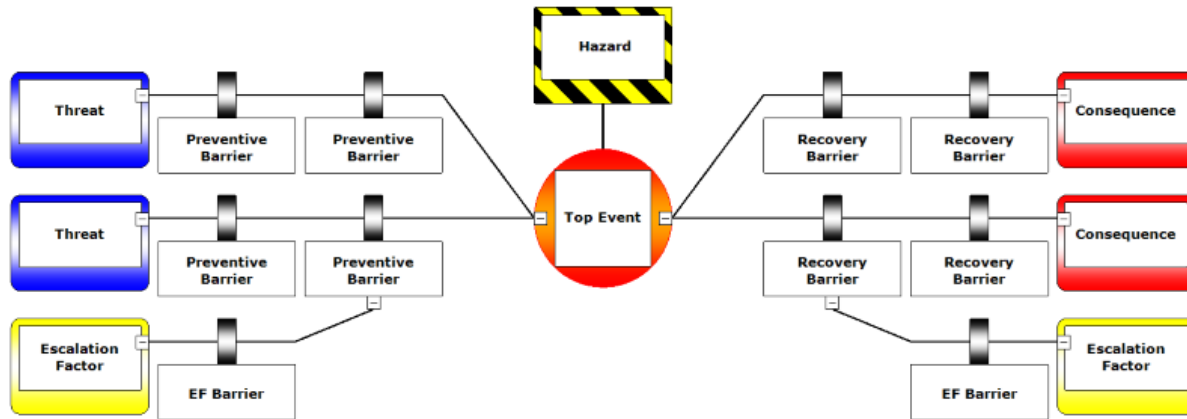 Hazard
Threat
Preventive
Barrier
Preventive
Barrier
Recovery
Barrier
Recovery
Barrier
Consequence
Top Event
Threat
Preventive
Barrier
Preventive
Barrier
Recovery
Barrier
Recovery
Barrier
Consequence
Escalation
Factor
EF Barrier
EF Barrier
Escalation
Factor